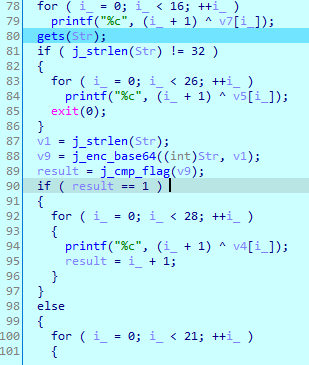 78 for ( i_ = 0; i_ < 16; ++i_ )
79 printf("%c", (i_ + 1) ^ v7[i_]);
80 gets(Str);
81 if ( j_strlen(Str) != 32 )
82 {
83 for ( i_ = 0; i_ < 26; ++i_ )
84 printf("%c", (i_ + 1) ^ v5[i_]);
85 exit(0);
86 }
87 v1 = j_strlen(Str);
88 v9 = j_enc_base64((int)Str, v1);
89 result = j_cmp_flag(v9);
90 if ( result == 1 )
91 {
92 for ( i_ = 0; i_ < 28; ++i_ )
93 {
94 printf("%c", (i_ + 1) ^ v4[i_]);
95 result = i_ + 1;
96 }
97 }
98 else
99 {
100 for ( i_ = 0; i_ < 21; ++i_ )
101 {